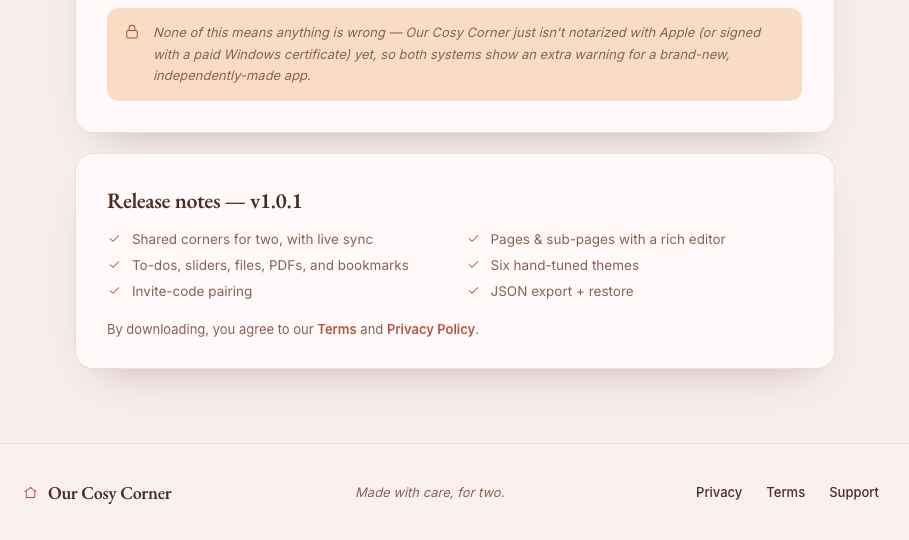 None of this means anything is wrong — Our Cosy Corner just isn't notarized with Apple (or signed
with a paid Windows certificate) yet, so both systems show an extra warning for a brand-new,
independently-made app.
Release notes — v1.0.1
Shared corners for two, with live sync
Pages & sub-pages with a rich editor
To-dos, sliders, files, PDFs, and bookmarks
Six hand-tuned themes
Invite-code pairing
JSON export + restore
By downloading, you agree to our Terms and Privacy Policy.
Our Cosy Corner
Made with care, for two.
Privacy
Terms
Support